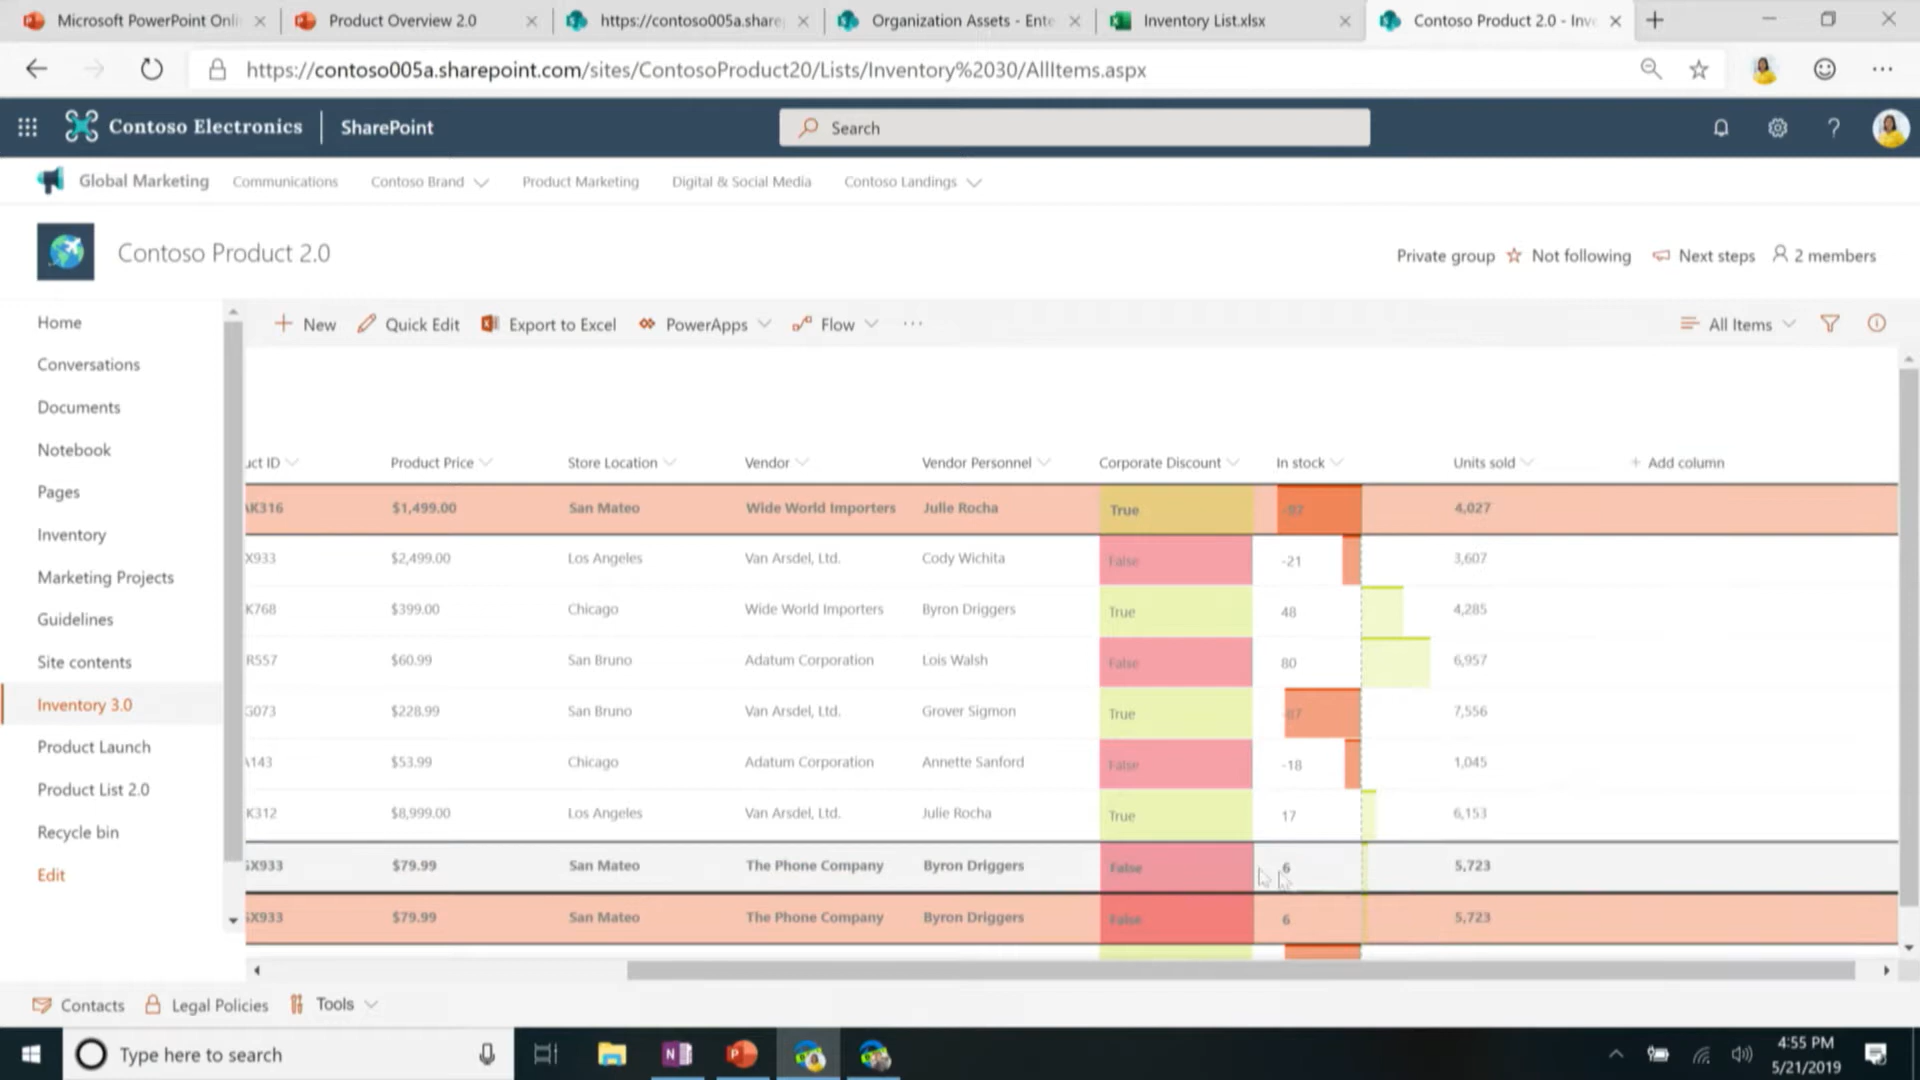 Microsoft PowerPoint Onli
Product Overview 2.0
https://contoso005a.share
Organization Assets - Ente
Inventory List.xlsx
Contoso Product 2.0 - Inve
https://contoso005a.sharepoint.com/sites/ContosoProduct20/Lists/Inventory%2030/AllItems.aspx
Contoso Electronics
SharePoint
Search
Global Marketing
Communications
Contoso Brand
Product Marketing
Digital & Social Media
Contoso Landings
Contoso Product 2.0
Private group
Not following
Next steps
2 members
Home
Conversations
Documents
Notebook
Pages
Inventory
Marketing Projects
Guidelines
Site contents
Inventory 3.0
Product Launch
Product List 2.0
Recycle bin
Edit
+ New
Quick Edit
Export to Excel
PowerApps
Flow
...
All Items
uct ID Product Price Store Location Vendor Vendor Personnel Corporate Discount In stock Units sold + Add column
K316 $1,499.00 San Mateo Wide World Importers Julie Rocha True 4,027
X933 $2,499.00 Los Angeles Van Arsdel, Ltd. Cody Wichita False -21 3,607
K768 $399.00 Chicago Wide World Importers Byron Driggers True 48 4,285
R557 $60.99 San Bruno Adatum Corporation Lois Walsh False 80 6,957
G073 $228.99 San Bruno Van Arsdel, Ltd. Grover Sigmon True 7,556
143 $53.99 Chicago Adatum Corporation Annette Sanford False -18 1,045
K312 $8,999.00 Los Angeles Van Arsdel, Ltd. Julie Rocha True 17 6,153
X933 $79.99 San Mateo The Phone Company Byron Driggers False 6 5,723
X933 $79.99 San Mateo The Phone Company Byron Driggers False 6 5,723
Contacts
Legal Policies
Tools
Type here to search
4:55 PM
5/21/2019